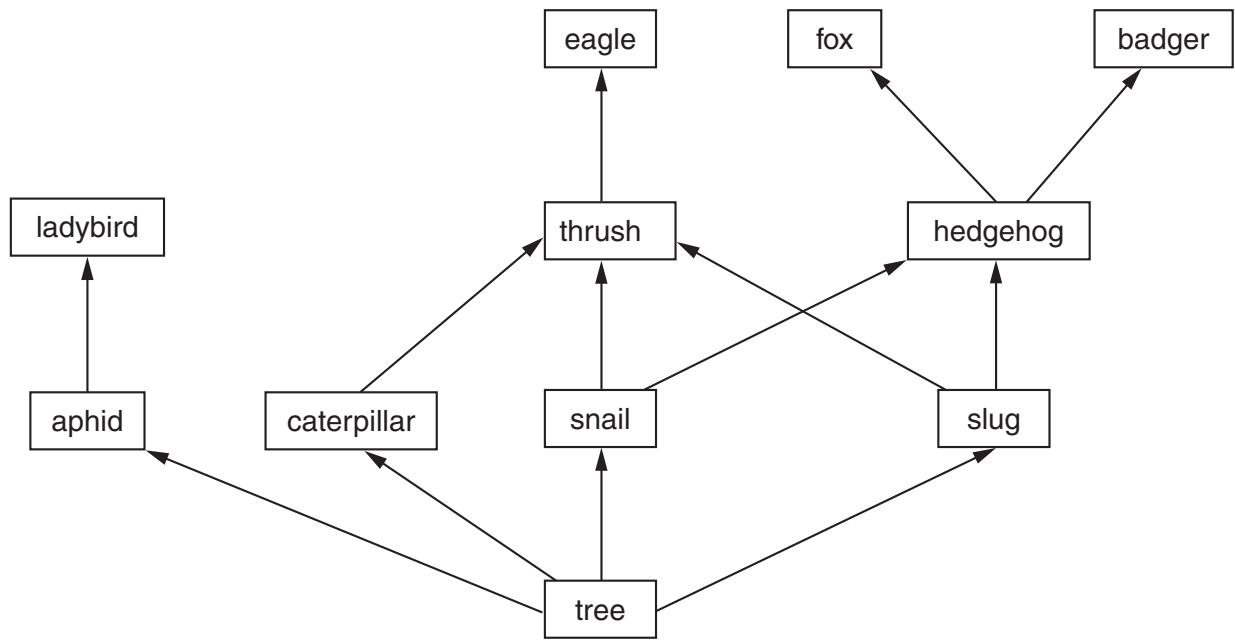 eagle
fox
badger
ladybird
thrush
hedgehog
aphid
caterpillar
snail
slug
tree